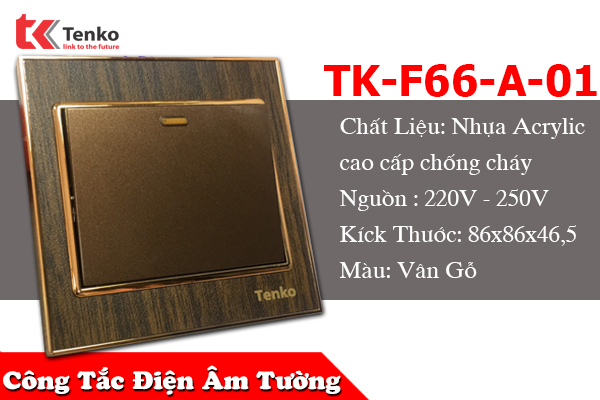 Tenko
link to the future
TK-F66-A-01
Chất Liệu: Nhựa Acrylic
cao cấp chống cháy
Nguồn : 220V - 250V
Kíck Thước: 86x86x46,5
Màu: Vân Gỗ
Tenko
Công Tắc Điện Âm Tường